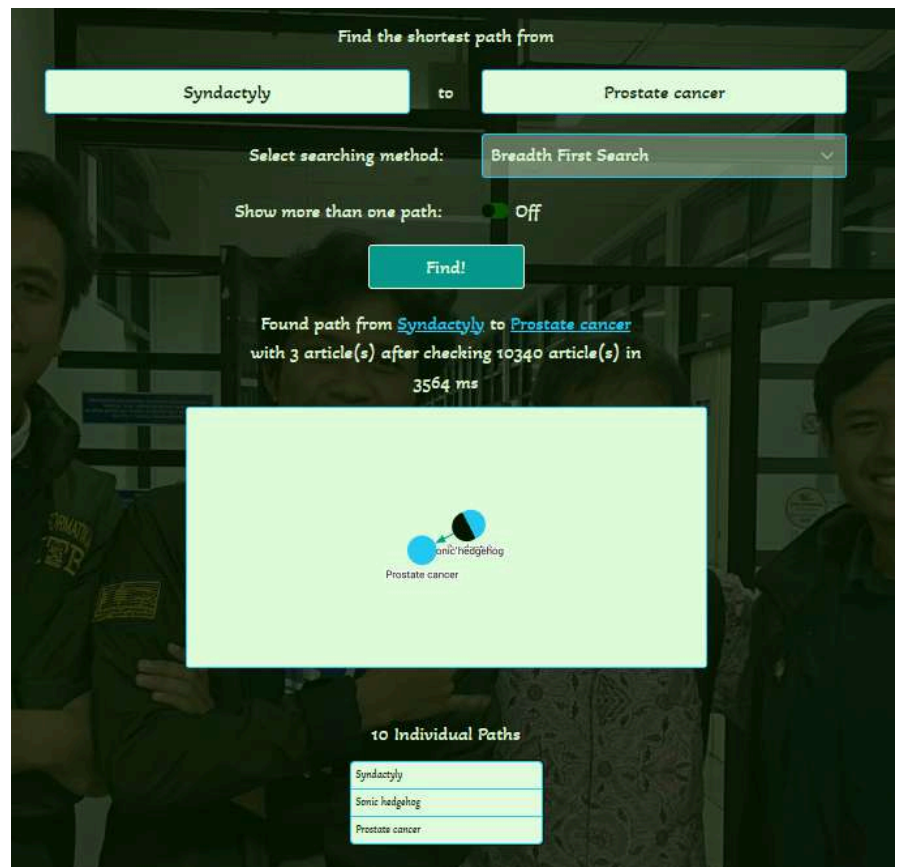 Find the shortest path from
Syndactyly to Prostate cancer
Select searching method: Breadth First Search
Show more than one path: Off
Find!
Found path from Syndactyly to Prostate cancer
with 3 article(s) after checking 10340 article(s) in
3564 ms
onic hedgehog
Prostate cancer
10 Individual Paths
Syndactyly
Sonic hedgehog
Prostate cancer